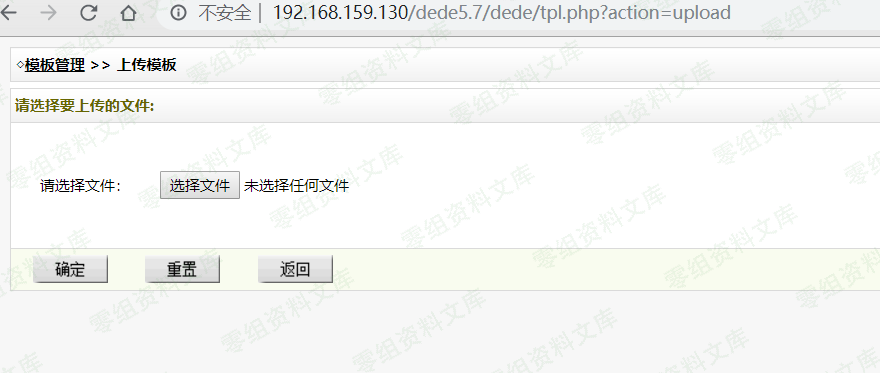 不安全 | 192.168.159.130/dede5.7/dede/tpl.php?action=upload
模板管理 >> 上传模板
请选择要上传的文件:
请选择文件: 选择文件 未选择任何文件
确定 重置 返回
零组资料文库